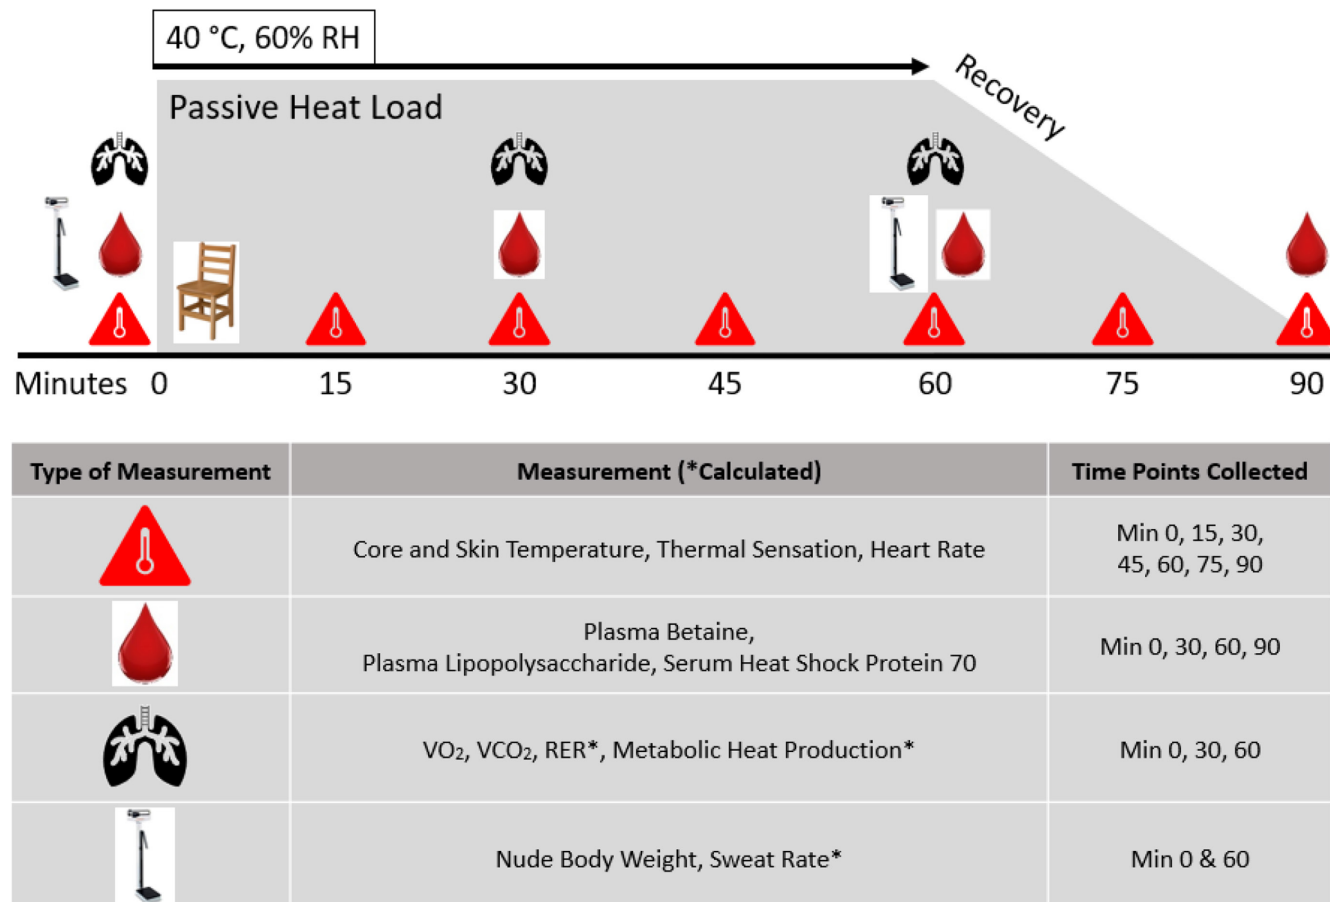 40 °C, 60% RH
Recovery
Passive Heat Load
Minutes 0 15 30 45 60 75 90
Type of Measurement Measurement (*Calculated) Time Points Collected
Core and Skin Temperature, Thermal Sensation, Heart Rate
Min 0, 15, 30,
45, 60, 75, 90
Plasma Betaine,
Plasma Lipopolysaccharide, Serum Heat Shock Protein 70
Min 0, 30, 60, 90
VO₂, VCO₂, RER*, Metabolic Heat Production*
Min 0, 30, 60
Nude Body Weight, Sweat Rate*
Min 0 & 60